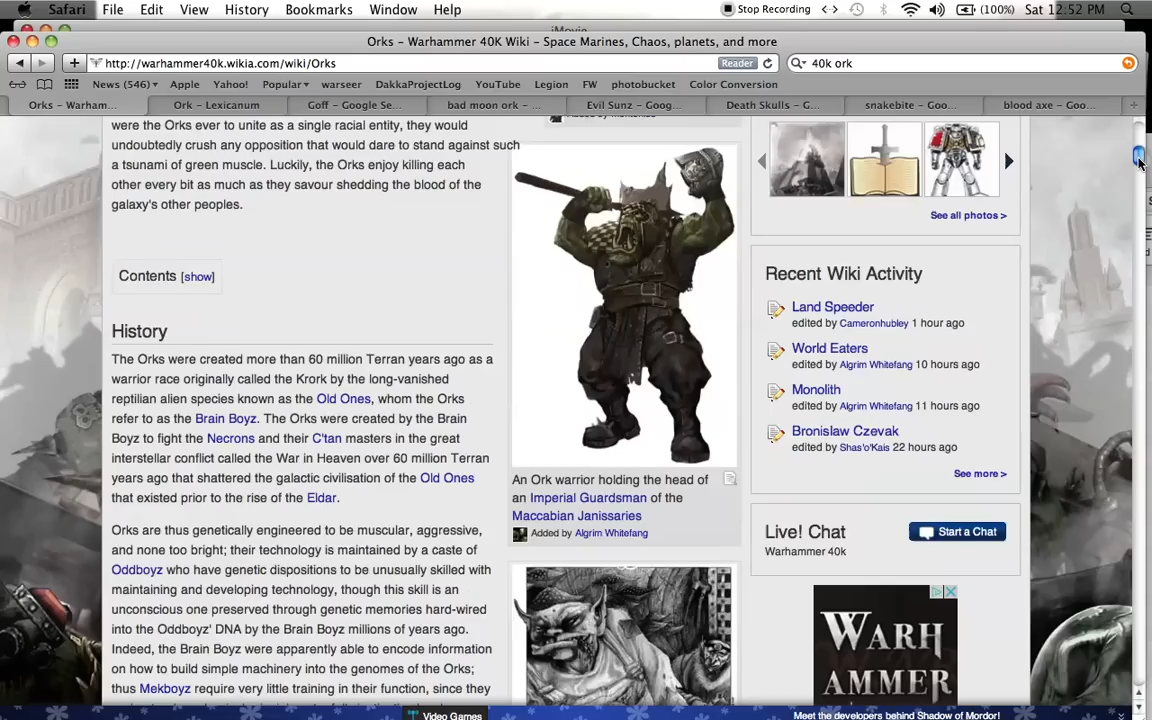 Safari File Edit View History Bookmarks Window Help Stop Recording (100%) Sat 12:52 PM
iMovie
Orks – Warhammer 40K Wiki – Space Marines, Chaos, planets, and more
http://warhammer40k.wikia.com/wiki/Orks Reader 40k ork
News (546) Apple Yahoo! Popular warseer DakkaProjectLog YouTube Legion FW photobucket Color Conversion
Orks – Warham... Ork – Lexicanum Goff – Google Se... bad moon ork – ... Evil Sunz – Goog... Death Skulls – G... snakebite – Goo... blood axe – Goo...
were the Orks ever to unite as a single racial entity, they would
undoubtedly crush any opposition that would dare to stand against such
a tsunami of green muscle. Luckily, the Orks enjoy killing each
other every bit as much as they savour shedding the blood of the
galaxy's other peoples.
Contents [show]
History
The Orks were created more than 60 million Terran years ago as a
warrior race originally called the Krork by the long-vanished
reptilian alien species known as the Old Ones, whom the Orks
refer to as the Brain Boyz. The Orks were created by the Brain
Boyz to fight the Necrons and their C'tan masters in the great
interstellar conflict called the War in Heaven over 60 million Terran
years ago that shattered the galactic civilisation of the Old Ones
that existed prior to the rise of the Eldar.
Orks are thus genetically engineered to be muscular, aggressive,
and none too bright; their technology is maintained by a caste of
Oddboyz who have genetic dispositions to be unusually skilled with
maintaining and developing technology, though this skill is an
unconscious one preserved through genetic memories hard-wired
into the Oddboyz' DNA by the Brain Boyz millions of years ago.
Indeed, the Brain Boyz were apparently able to encode information
on how to build simple machinery into the genomes of the Orks;
thus Mekboyz require very little training in their function, since they
An Ork warrior holding the head of
an Imperial Guardsman of the
Maccabian Janissaries
Added by Algrim Whitefang
See all photos >
Recent Wiki Activity
Land Speeder
edited by Cameronhubley 1 hour ago
World Eaters
edited by Algrim Whitefang 10 hours ago
Monolith
edited by Algrim Whitefang 11 hours ago
Bronislaw Czevak
edited by Shas'o'Kais 22 hours ago
See more >
Live! Chat
Warhammer 40k
Start a Chat
WARH
AMMER
Video Games
Meet the developers behind Shadow of Mordor!